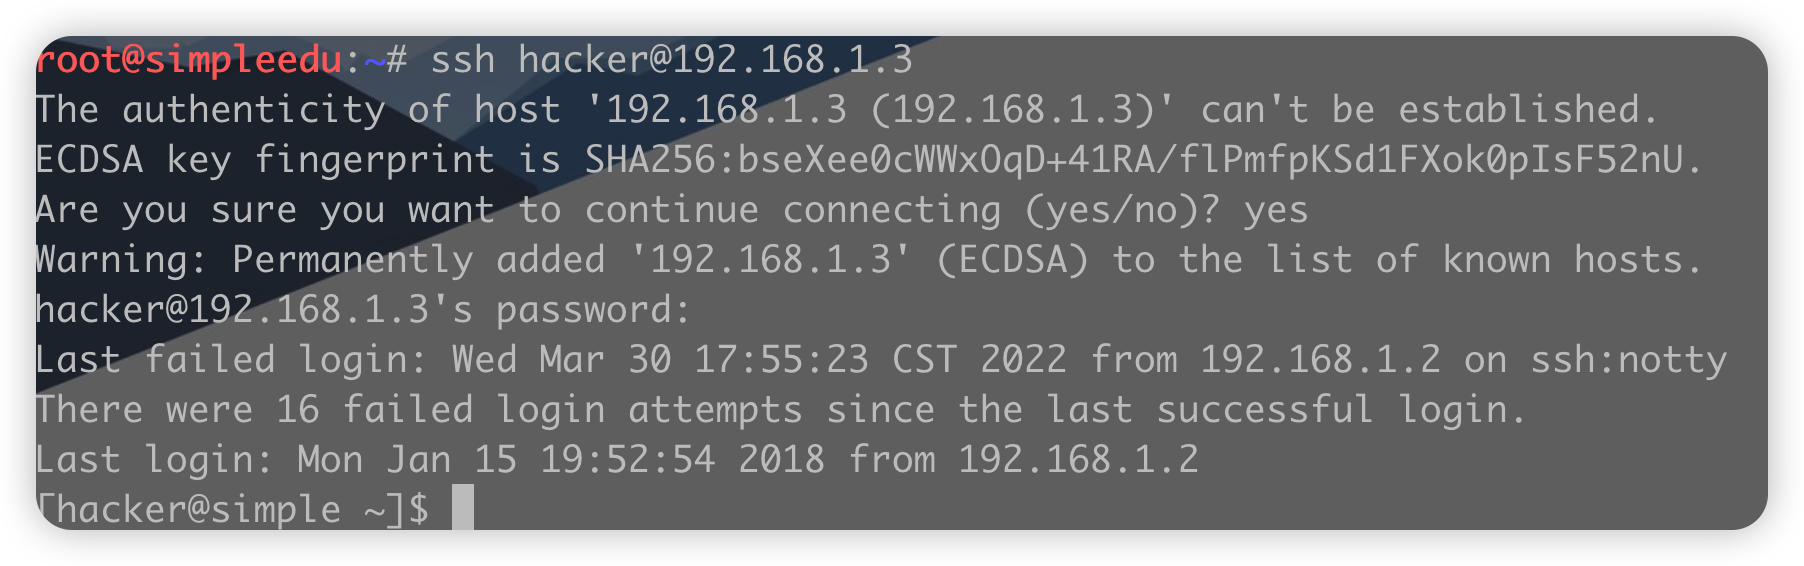 root@simpleedu:~# ssh hacker@192.168.1.3
The authenticity of host '192.168.1.3 (192.168.1.3)' can't be established.
ECDSA key fingerprint is SHA256:bseXee0cWWxOqD+41RA/flPmfpKSd1FXok0pIsF52nU.
Are you sure you want to continue connecting (yes/no)? yes
Warning: Permanently added '192.168.1.3' (ECDSA) to the list of known hosts.
hacker@192.168.1.3's password:
Last failed login: Wed Mar 30 17:55:23 CST 2022 from 192.168.1.2 on ssh:notty
There were 16 failed login attempts since the last successful login.
Last login: Mon Jan 15 19:52:54 2018 from 192.168.1.2
[hacker@simple ~]$